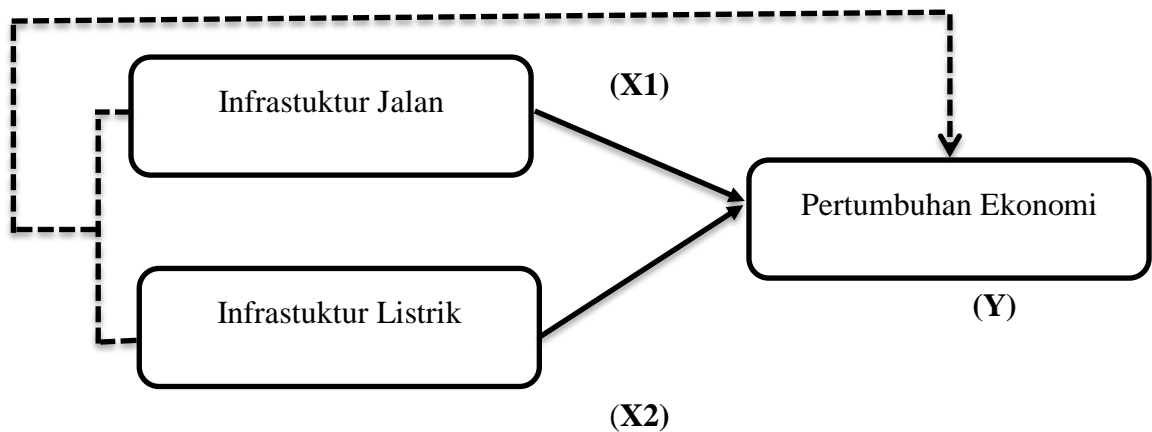 Infrastuktur Jalan
(X1)
Pertumbuhan Ekonomi
(Y)
Infrastuktur Listrik
(X2)